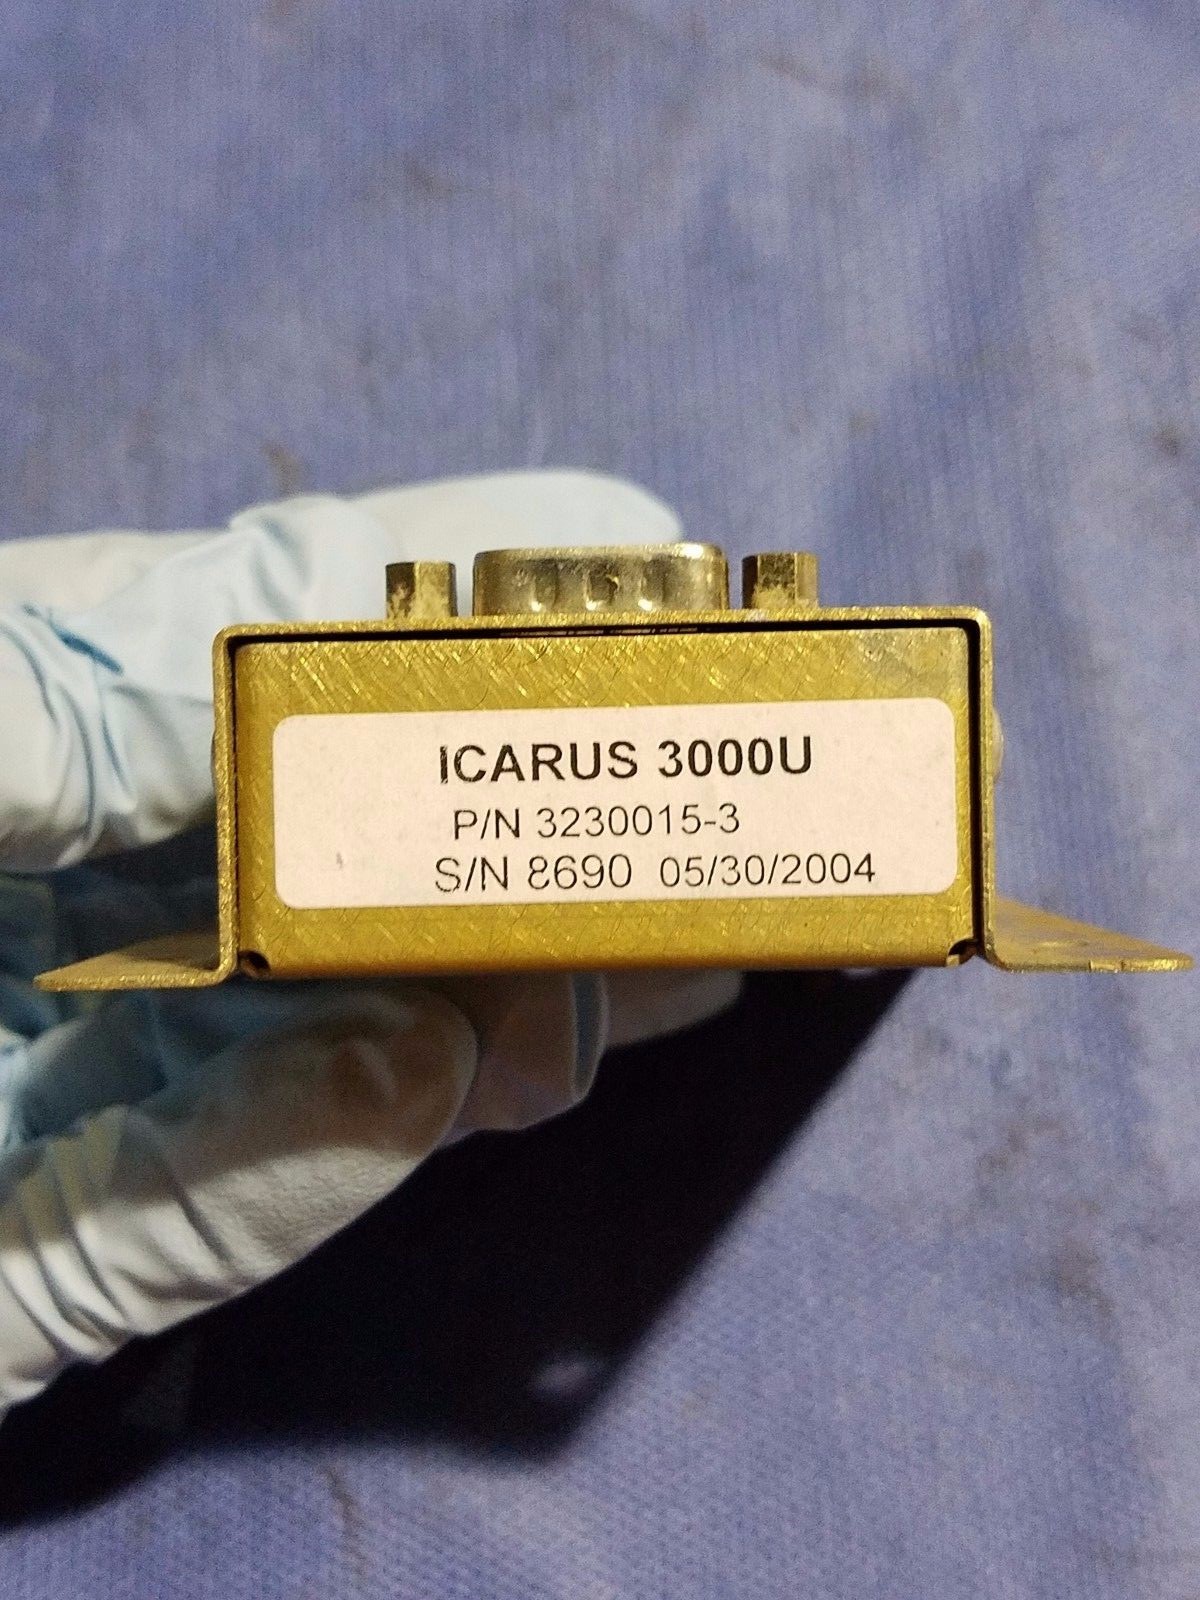 ICARUS 3000U
P/N 3230015-3
S/N 8690 05/30/2004